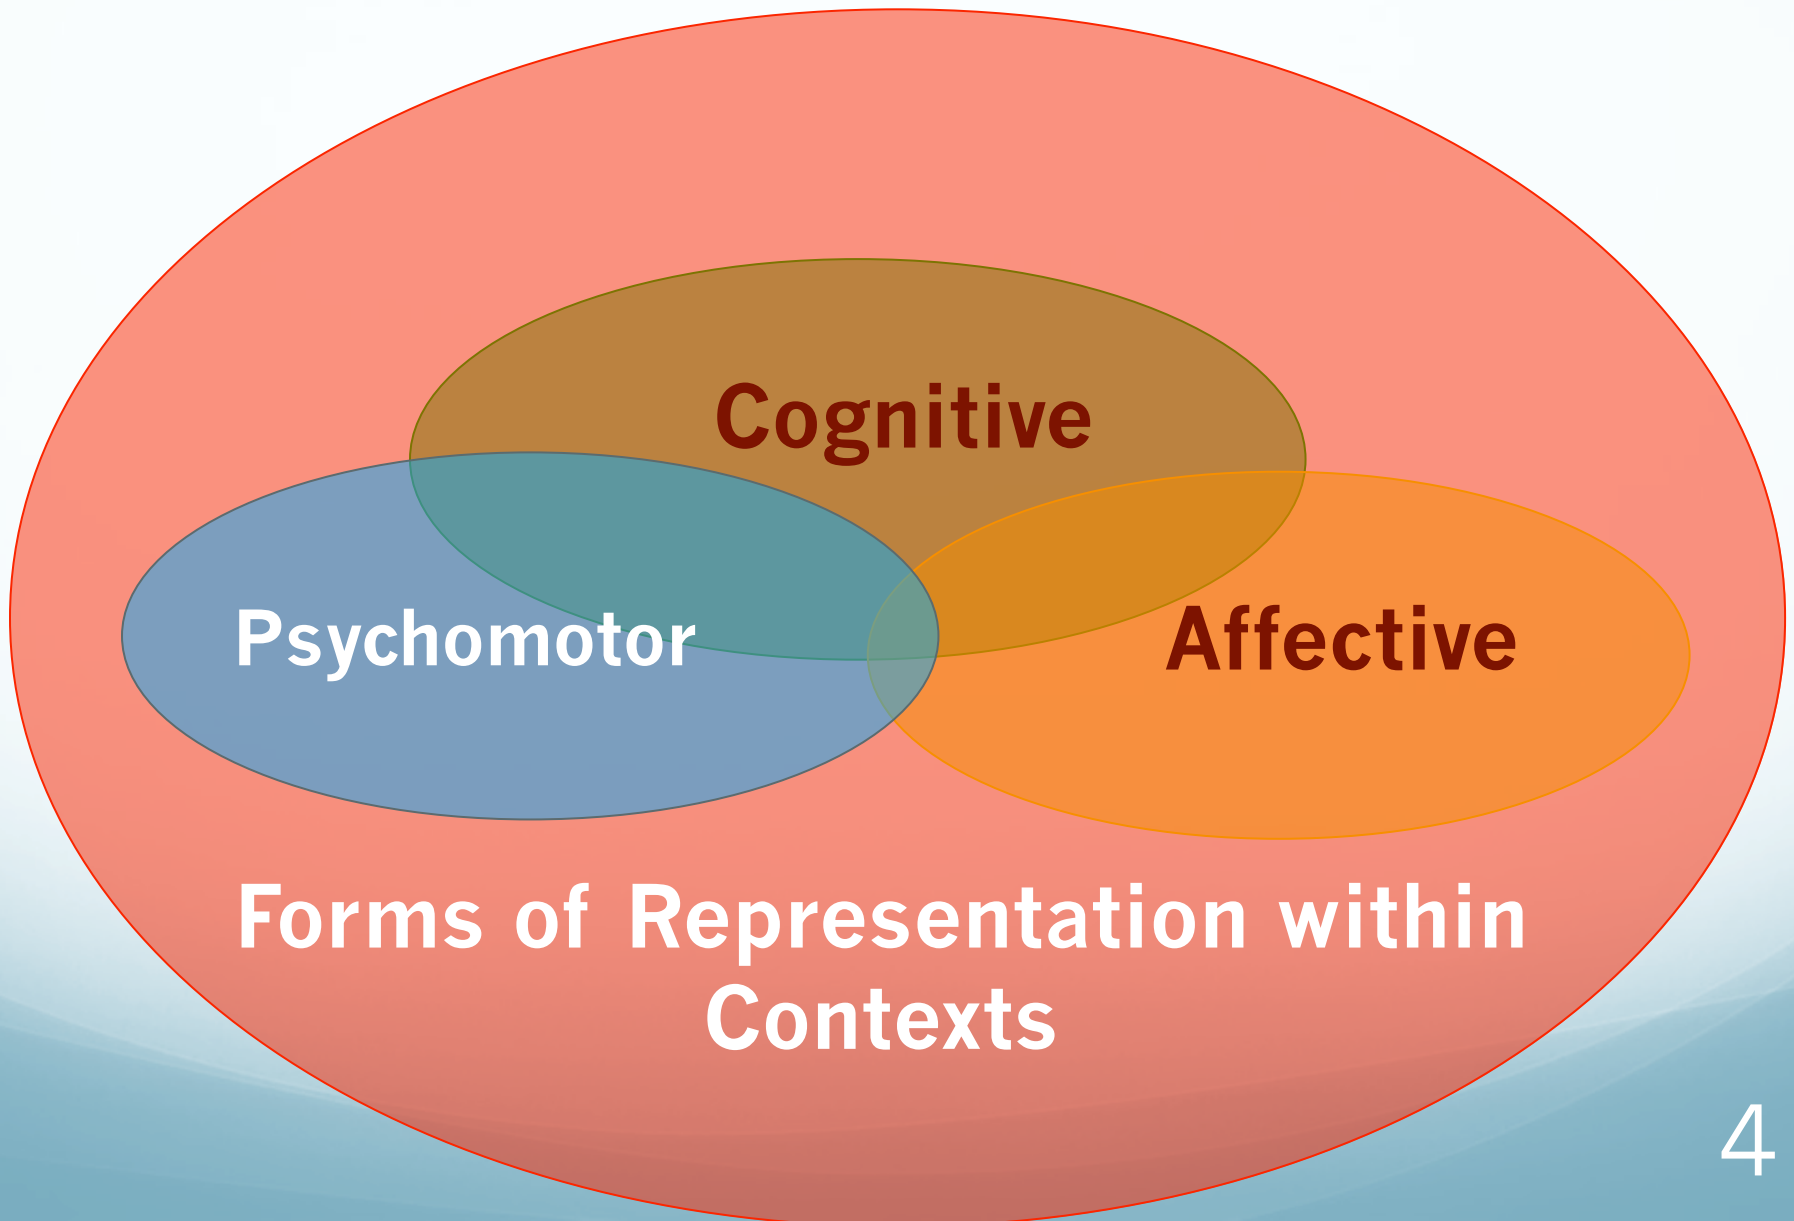 Cognitive
Psychomotor
Affective
Forms of Representation within
Contexts
4